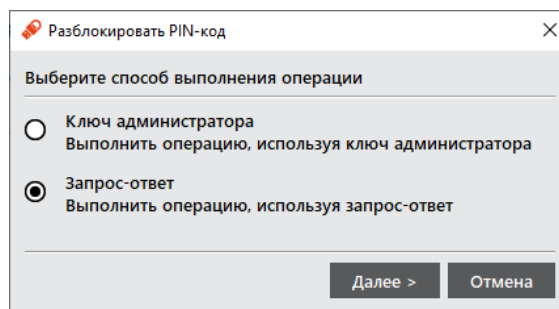 Разблокировать PIN-код
Выберите способ выполнения операции
Ключ администратора
Выполнить операцию, используя ключ администратора
Запрос-ответ
Выполнить операцию, используя запрос-ответ
Далее >
Отмена